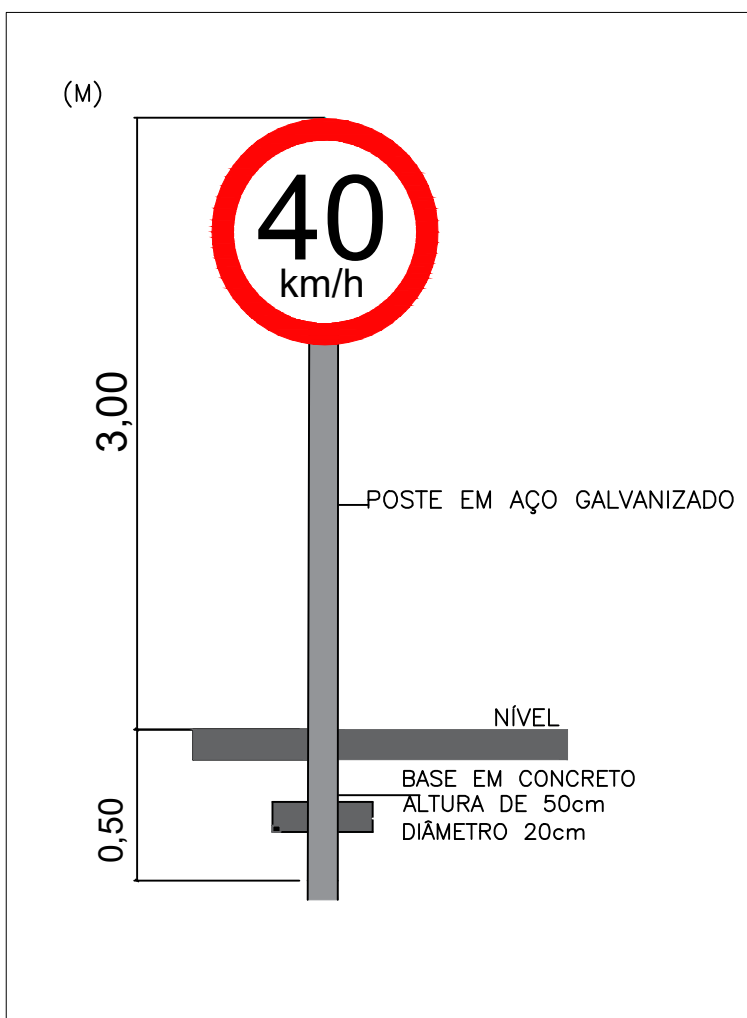 (M)
40
km/h
3,00
POSTE EM AÇO GALVANIZADO
NÍVEL
BASE EM CONCRETO
ALTURA DE 50cm
DIÂMETRO 20cm
0,50